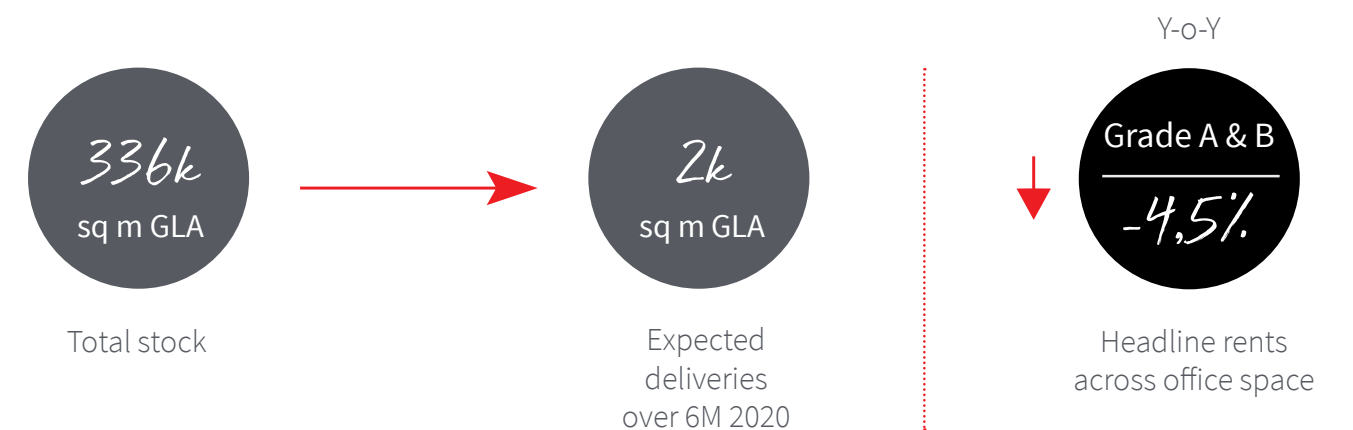 336k
sq m GLA
Total stock
2k
sq m GLA
Expected
deliveries
over 6M 2020
Y-o-Y
Grade A & B
-4,5%
Headline rents
across office space